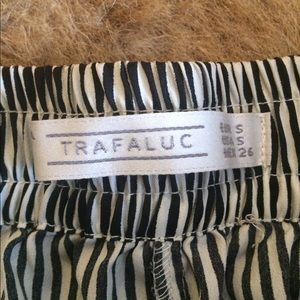 TRAFALUC
EUR S
USA S
MEX 26